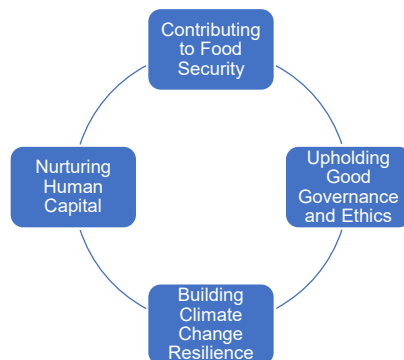 Contributing
to Food
Security
Upholding
Good
Governance
and Ethics
Building
Climate
Change
Resilience
Nurturing
Human
Capital